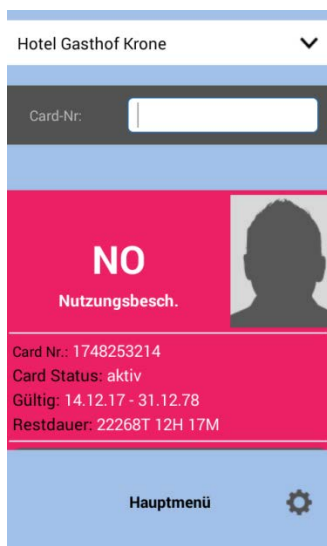 Hotel Gasthof Krone
Card-Nr:
NO
Nutzungsbesch.
Card Nr.: 1748253214
Card Status: aktiv
Gültig: 14.12.17 - 31.12.78
Restdauer: 22268T 12H 17M
Hauptmenü